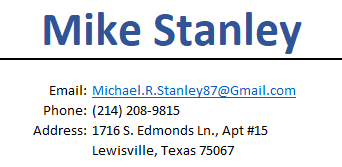 Mike Stanley
Email: Michael.R.Stanley87@Gmail.com
Phone: (214) 208-9815
Address: 1716 S. Edmonds Ln., Apt #15
Lewisville, Texas 75067